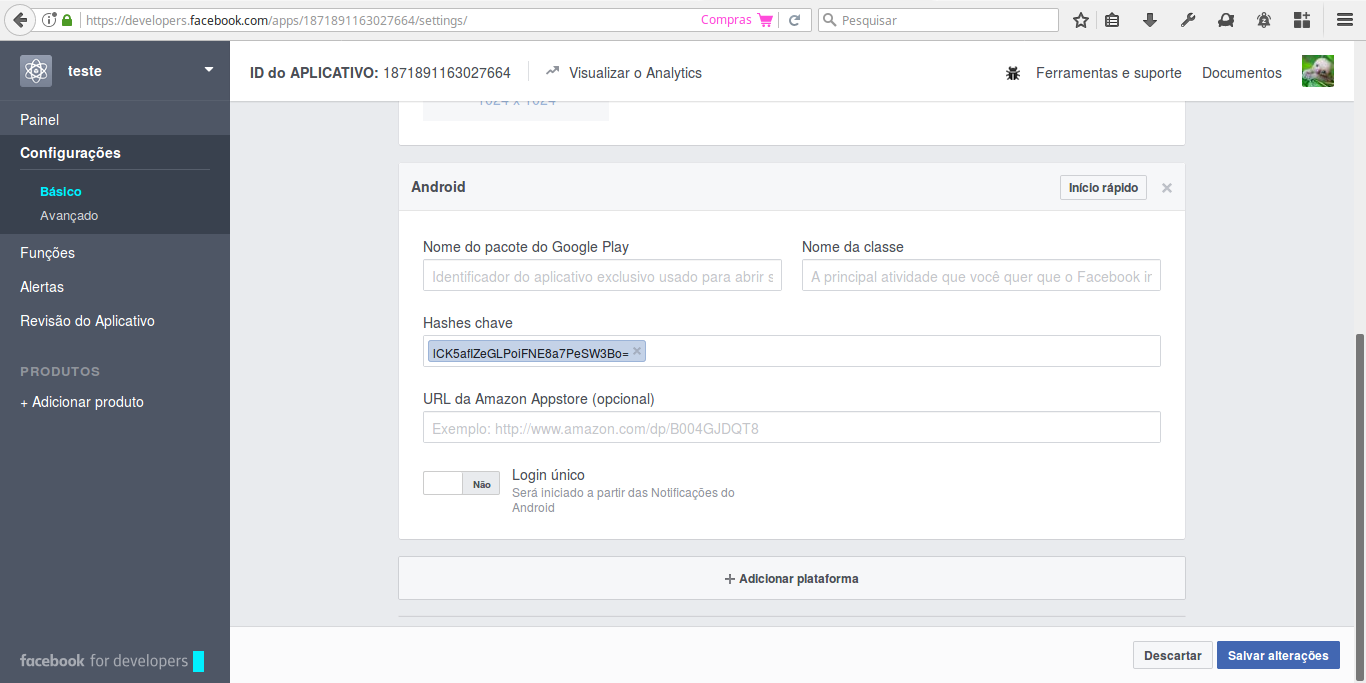 https://developers.facebook.com/apps/1871891163027664/settings/
Compras
Pesquisar
teste
ID do APLICATIVO: 1871891163027664
Visualizar o Analytics
Ferramentas e suporte
Documentos
Painel
Configurações
Básico
Avançado
Funções
Alertas
Revisão do Aplicativo
PRODUTOS
+ Adicionar produto
facebook for developers
1024 x 1024
Android
Início rápido
Nome do pacote do Google Play
Nome da classe
Identificador do aplicativo exclusivo usado para abrir s
A principal atividade que você quer que o Facebook ir
Hashes chave
lCK5aflZeGLPoiFNE8a7PeSW3Bo=
URL da Amazon Appstore (opcional)
Exemplo: http://www.amazon.com/dp/B004GJDQT8
Não
Login único
Será iniciado a partir das Notificações do
Android
Adicionar plataforma
Descartar
Salvar alterações